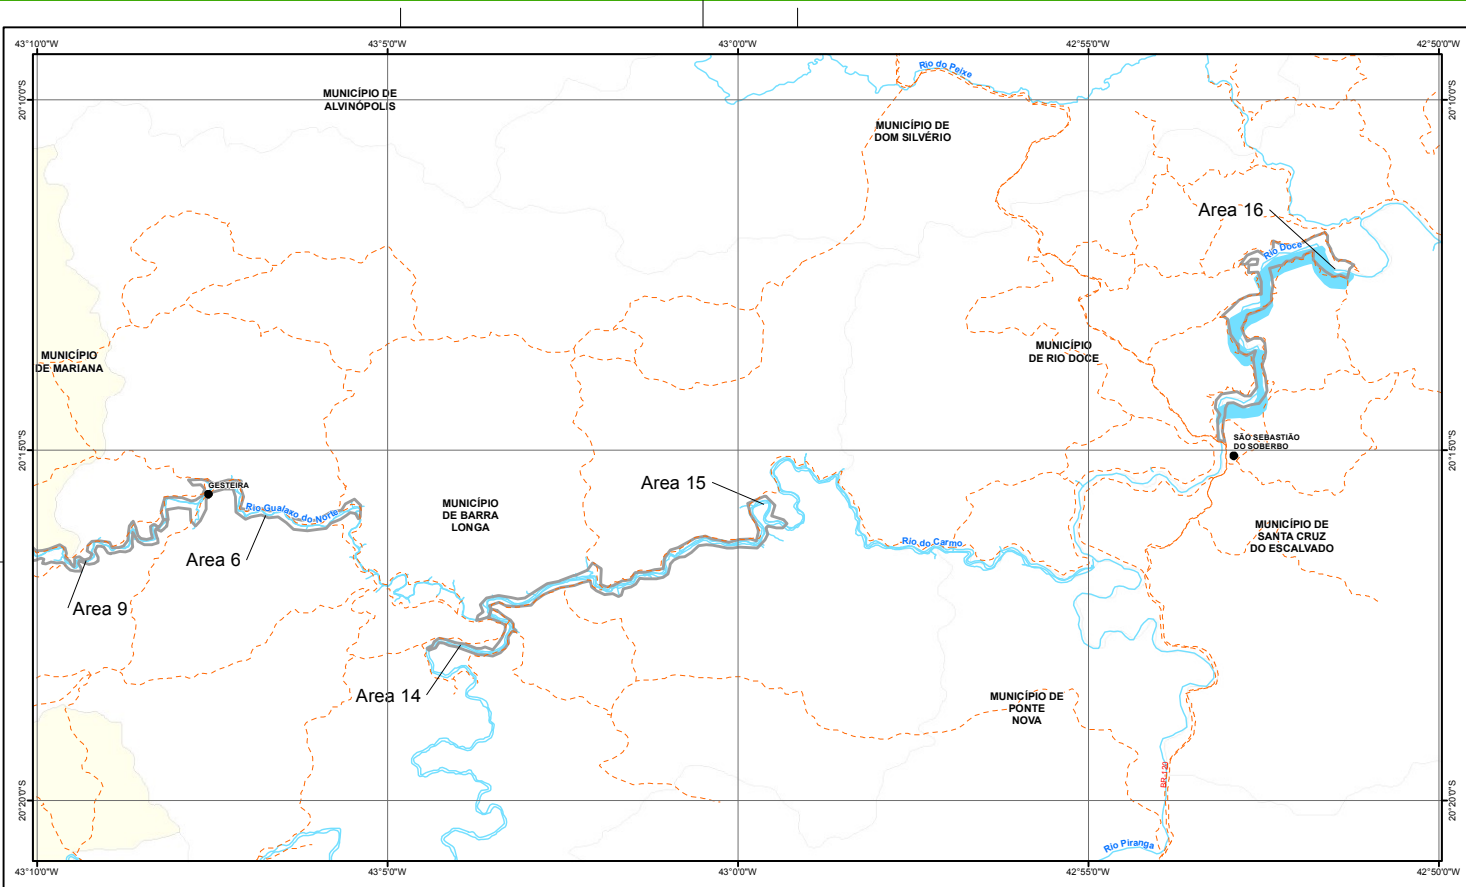 43°10'0"W
43°5'0"W
43°0'0"W
42°55'0"W
42°50'0"W
20°10'0"S
20°10'0"S
Rio do Peixe
MUNICÍPIO DE
ALVINÓPOLIS
MUNICÍPIO DE
DOM SILVÉRIO
Area 16
Rio Doce
MUNICÍPIO
DE MARIANA
MUNICÍPIO
DE RIO DOCE
20°15'0"S
20°15'0"S
SÃO SEBASTIÃO
DO SOBERBO
GESTEIRA
Area 15
Rio Gualaxo do Norte
MUNICÍPIO
DE BARRA
LONGA
MUNICÍPIO DE
SANTA CRUZ
DO ESCALVADO
Rio do Carmo
Area 6
Area 9
Area 14
MUNICÍPIO DE
PONTE
NOVA
BR-120
20°20'0"S
20°20'0"S
Rio Piranga
43°10'0"W
43°5'0"W
43°0'0"W
42°55'0"W
42°50'0"W